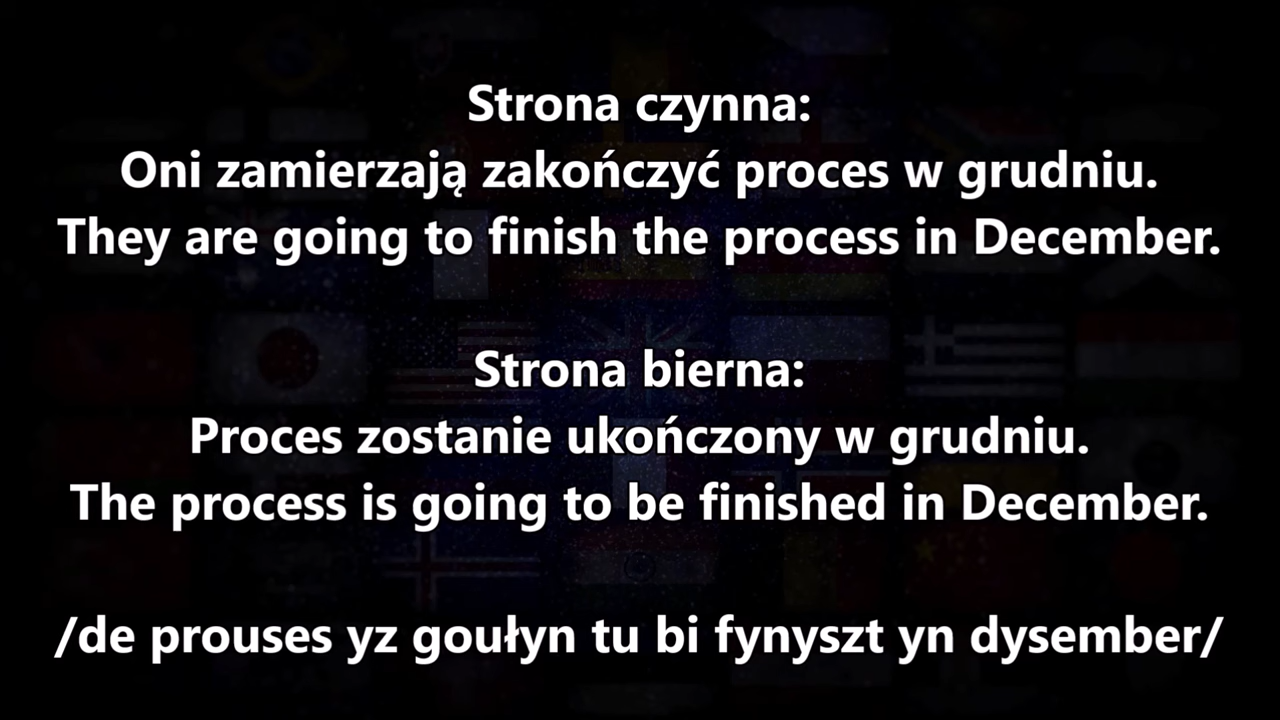 Strona czynna:
Oni zamierzają zakończyć proces w grudniu.
They are going to finish the process in December.
Strona bierna:
Proces zostanie ukończony w grudniu.
The process is going to be finished in December.
/de prouses yz goułyn tu bi fynyszt yn dysember/